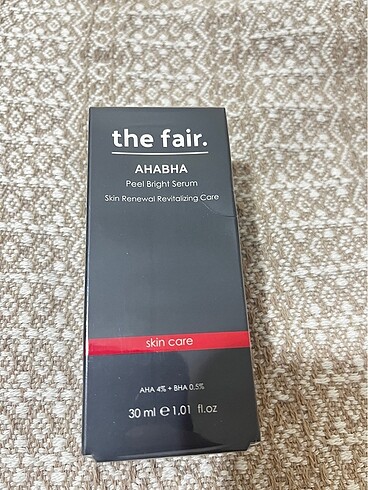 the fair.
AHABHA
Peel Bright Serum
Skin Renewal Revitalizing Care
skin care
AHA 4% + BHA 0.5%
30 ml ℮ 1.01 fl.oz